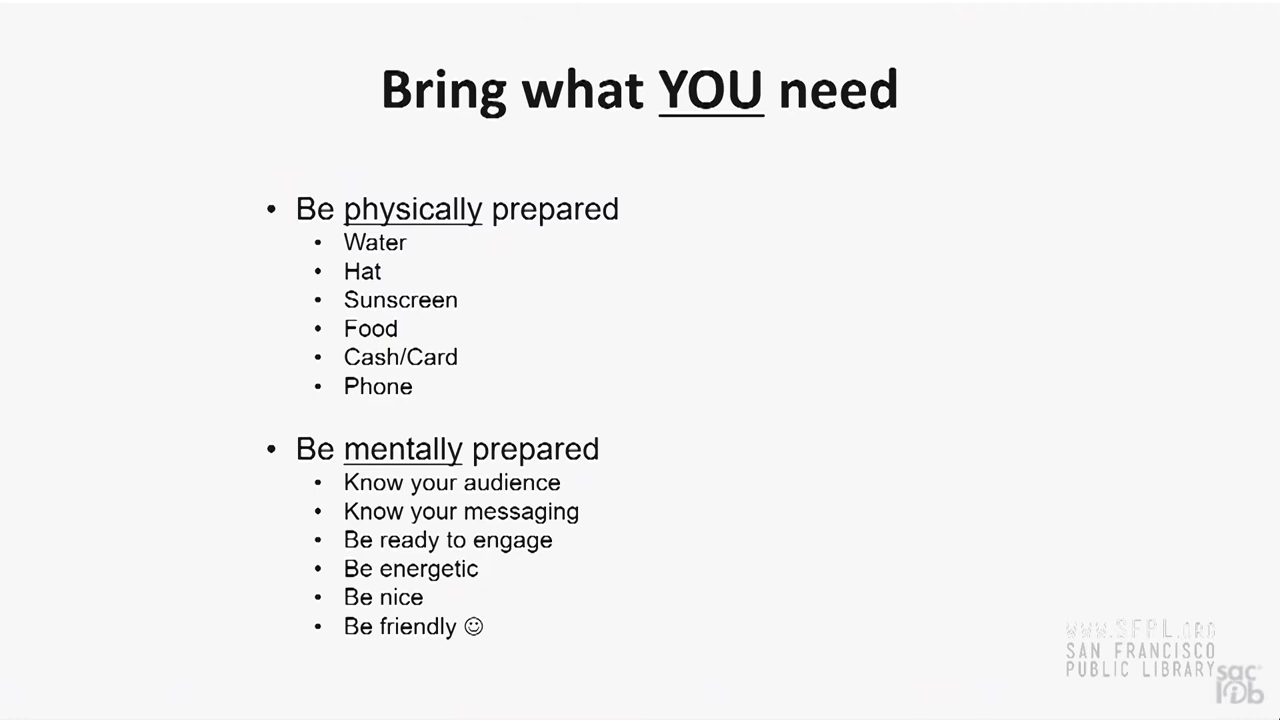 Bring what YOU need
• Be physically prepared
• Water
• Hat
• Sunscreen
• Food
• Cash/Card
• Phone
• Be mentally prepared
• Know your audience
• Know your messaging
• Be ready to engage
• Be energetic
• Be nice
• Be friendly ☺
WWW.SFPL.ORG
SAN FRANCISCO
PUBLIC LIBRARY
sac
lib